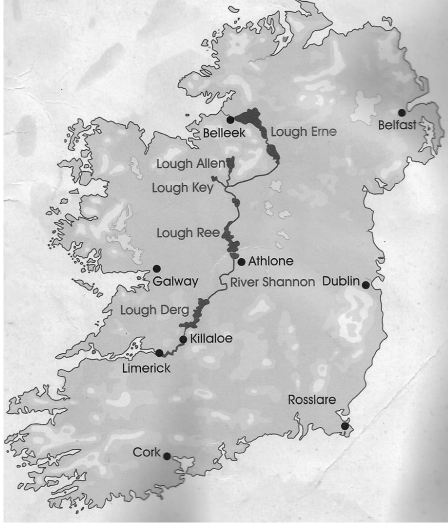 Belleek
Lough Erne
Belfast
Lough Allen
Lough Key
Lough Ree
Athlone
Galway
River Shannon
Dublin
Lough Derg
Killaloe
Limerick
Rosslare
Cork